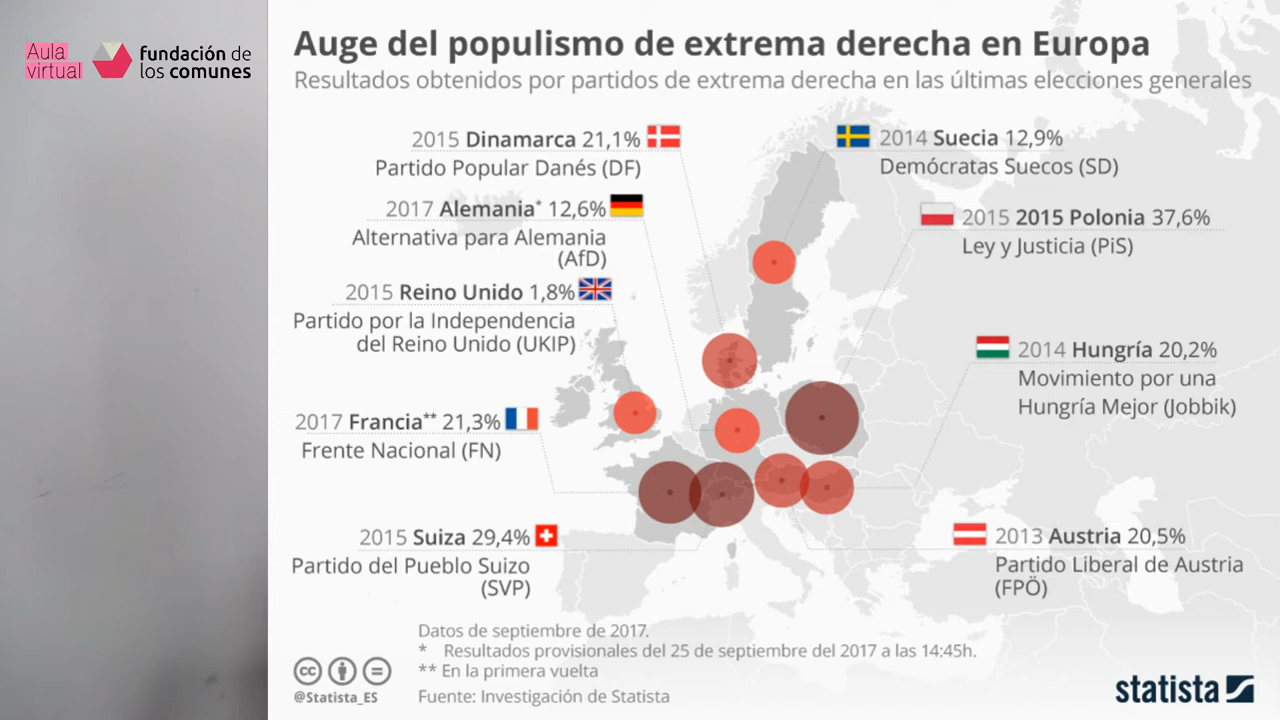 Aula
virtual
fundación de
los comunes
Auge del populismo de extrema derecha en Europa
Resultados obtenidos por partidos de extrema derecha en las últimas elecciones generales
2015 Dinamarca 21,1%
Partido Popular Danés (DF)
2014 Suecia 12,9%
Demócratas Suecos (SD)
2017 Alemania* 12,6%
Alternativa para Alemania
(AfD)
2015 2015 Polonia 37,6%
Ley y Justicia (PiS)
2015 Reino Unido 1,8%
Partido por la Independencia
del Reino Unido (UKIP)
2014 Hungría 20,2%
Movimiento por una
Hungría Mejor (Jobbik)
2017 Francia** 21,3%
Frente Nacional (FN)
2015 Suiza 29,4%
Partido del Pueblo Suizo
(SVP)
2013 Austria 20,5%
Partido Liberal de Austria
(FPÖ)
Datos de septiembre de 2017.
* Resultados provisionales del 25 de septiembre del 2017 a las 14:45h.
** En la primera vuelta
Fuente: Investigación de Statista
cc
@Statista_ES
statista